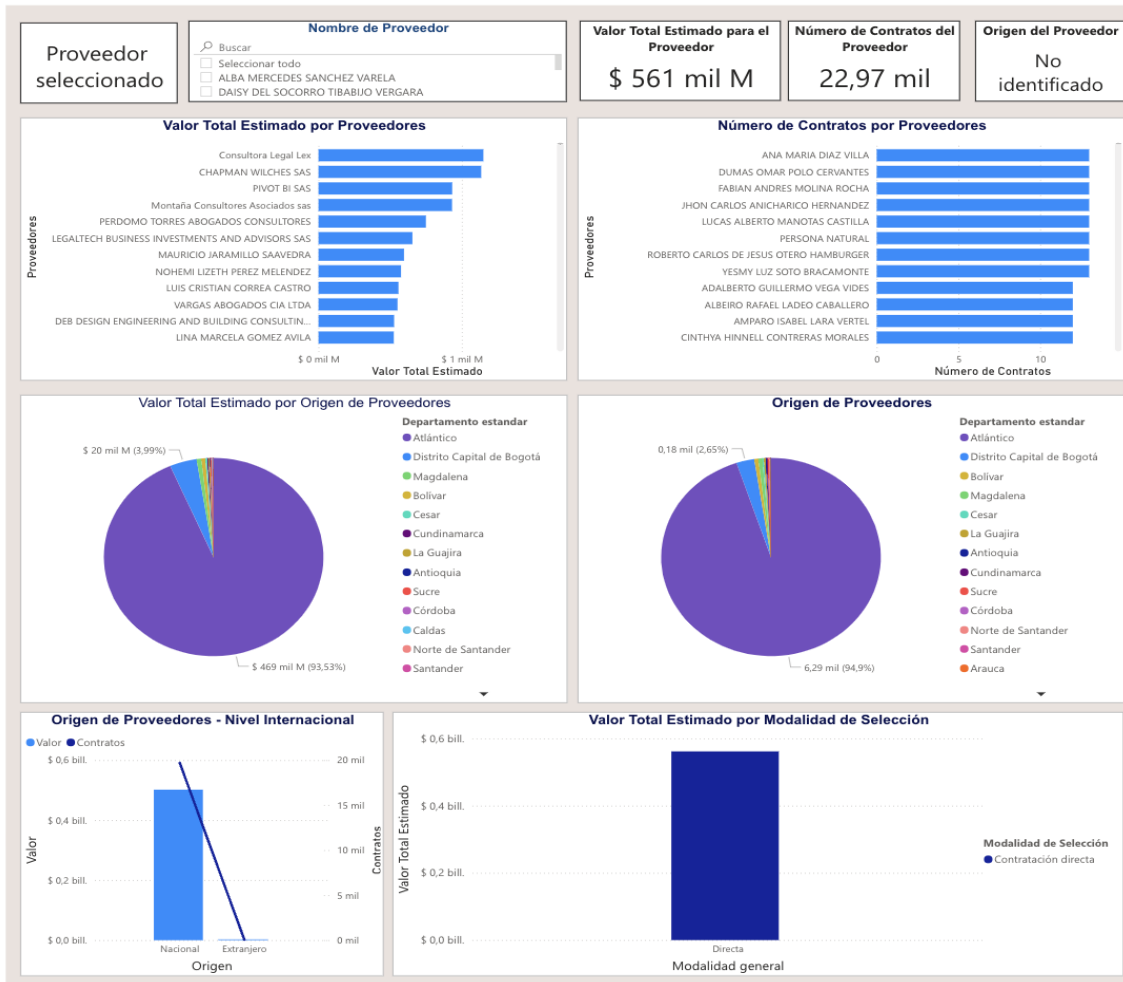 Proveedor
seleccionado
Nombre de Proveedor
Buscar
Seleccionar todo
ALBA MERCEDES SANCHEZ VARELA
DAISY DEL SOCORRO TIBABIJO VERGARA
Valor Total Estimado para el
Proveedor
$ 561 mil M
Número de Contratos del
Proveedor
22,97 mil
Origen del Proveedor
No
identificado
Valor Total Estimado por Proveedores
Proveedores
Consultora Legal Lex
CHAPMAN WILCHES SAS
PIVOT BI SAS
Montaña Consultores Asociados sas
PERDOMO TORRES ABOGADOS CONSULTORES
LEGALTECH BUSINESS INVESTMENTS AND ADVISORS SAS
MAURICIO JARAMILLO SAAVEDRA
NOHEMI LIZETH PEREZ MELENDEZ
LUIS CRISTIAN CORREA CASTRO
VARGAS ABOGADOS CIA LTDA
DEB DESIGN ENGINEERING AND BUILDING CONSULTIN...
LINA MARCELA GOMEZ AVILA
$ 0 mil M $ 1 mil M
Valor Total Estimado
Número de Contratos por Proveedores
Proveedores
ANA MARIA DIAZ VILLA
DUMAS OMAR POLO CERVANTES
FABIAN ANDRES MOLINA ROCHA
JHON CARLOS ANICHARICO HERNANDEZ
LUCAS ALBERTO MANOTAS CASTILLA
PERSONA NATURAL
ROBERTO CARLOS DE JESUS OTERO HAMBURGER
YESMY LUZ SOTO BRACAMONTE
ADALBERTO GUILLERMO VEGA VIDES
ALBEIRO RAFAEL LADEO CABALLERO
AMPARO ISABEL LARA VERTEL
CINTHYA HINNELL CONTRERAS MORALES
0 5 10
Número de Contratos
Valor Total Estimado por Origen de Proveedores
$ 20 mil M (3,99%)
$ 469 mil M (93,53%)
Departamento estandar
Atlántico
Distrito Capital de Bogotá
Magdalena
Bolívar
Cesar
Cundinamarca
La Guajira
Antioquia
Sucre
Córdoba
Caldas
Norte de Santander
Santander
Origen de Proveedores
0,18 mil (2,65%)
6,29 mil (94,9%)
Departamento estandar
Atlántico
Distrito Capital de Bogotá
Bolívar
Magdalena
Cesar
La Guajira
Antioquia
Cundinamarca
Sucre
Córdoba
Norte de Santander
Santander
Arauca
Origen de Proveedores - Nivel Internacional
Valor Contratos
Valor
$ 0,6 bill.
$ 0,4 bill.
$ 0,2 bill.
$ 0,0 bill.
20 mil
15 mil
10 mil
5 mil
0 mil
Contratos
Nacional Extranjero
Origen
Valor Total Estimado por Modalidad de Selección
Valor Total Estimado
$ 0,6 bill.
$ 0,4 bill.
$ 0,2 bill.
$ 0,0 bill.
Directa
Modalidad general
Modalidad de Selección
Contratación directa